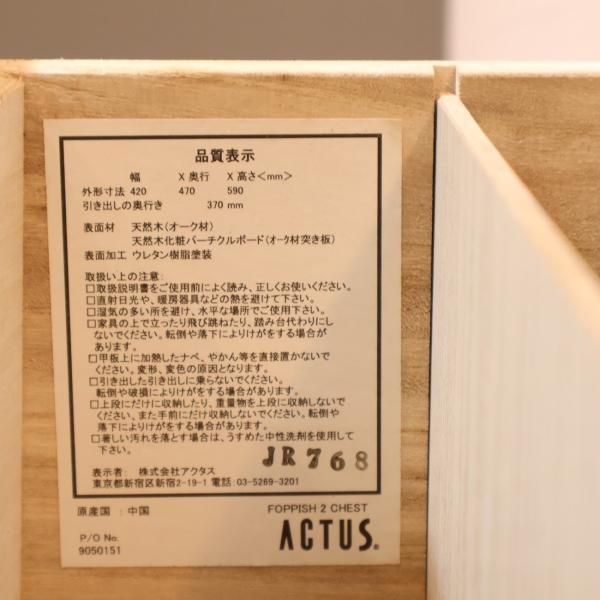 品質表示
幅 X 奥行 X 高さ<mm>
外形寸法 420 470 590
引き出しの奥行き 370 mm
表面材 天然木(オーク材)
天然木化粧パーチクルボード(オーク材突き板)
表面加工 ウレタン樹脂塗装
取扱い上の注意:
□取扱説明書をご使用前によく読み、正しくお使いください。
□直射日光や、暖房器具などの熱を避けて下さい。
□湿気の多い所を避け、水平な場所でご使用下さい。
□家具の上で立ったり飛び跳ねたり、踏み台代わりにし
ないでください。転倒や落下によりけがをする場合が
あります。
□甲板上に加熱したナベ、やかん等を直接置かないで
ください。変形、変色の原因となります。
□引き出した引き出しに乗らないでください。
転倒や破損によりけがをする場合があります。
□上段にだけに収納したり、重量物を上段に収納しないで
ください、また手前にだけ収納しないでください。転倒や
落下によりけがをする場合があります。
□著しい汚れを落とす場合は、うすめた中性洗剤を使用して
下さい。
JR768
表示者: 株式会社アクタス
東京都新宿区新宿2-19-1 電話:03-5269-3201
原産国:中国
FOPPISH 2 CHEST
ACTUS®
P/O No.
9050151